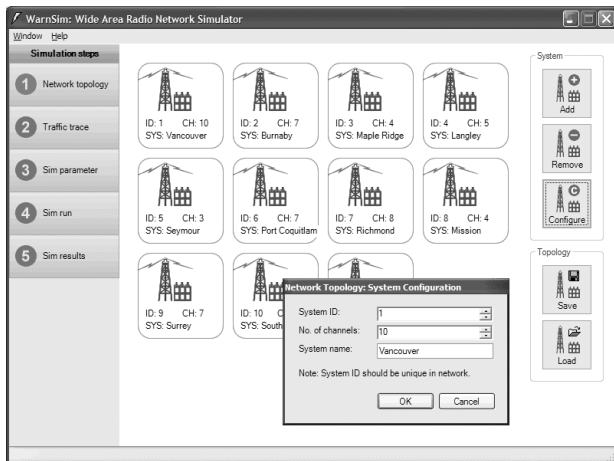 WarnSim: Wide Area Radio Network Simulator
Window Help
Simulation steps
1 Network topology
2 Traffic trace
3 Sim parameter
4 Sim run
5 Sim results
ID: 1 CH: 10
SYS: Vancouver
ID: 2 CH: 7
SYS: Burnaby
ID: 3 CH: 4
SYS: Maple Ridge
ID: 4 CH: 5
SYS: Langley
ID: 5 CH: 3
SYS: Seymour
ID: 6 CH: 7
SYS: Port Coquitlam
ID: 7 CH: 8
SYS: Richmond
ID: 8 CH: 4
SYS: Mission
ID: 9 CH: 7
SYS: Surrey
ID: 10
SYS: South
System
Add
Remove
Configure
Topology
Save
Load
Network Topology: System Configuration
System ID: 1
No. of channels: 10
System name: Vancouver
Note: System ID should be unique in network.
OK Cancel